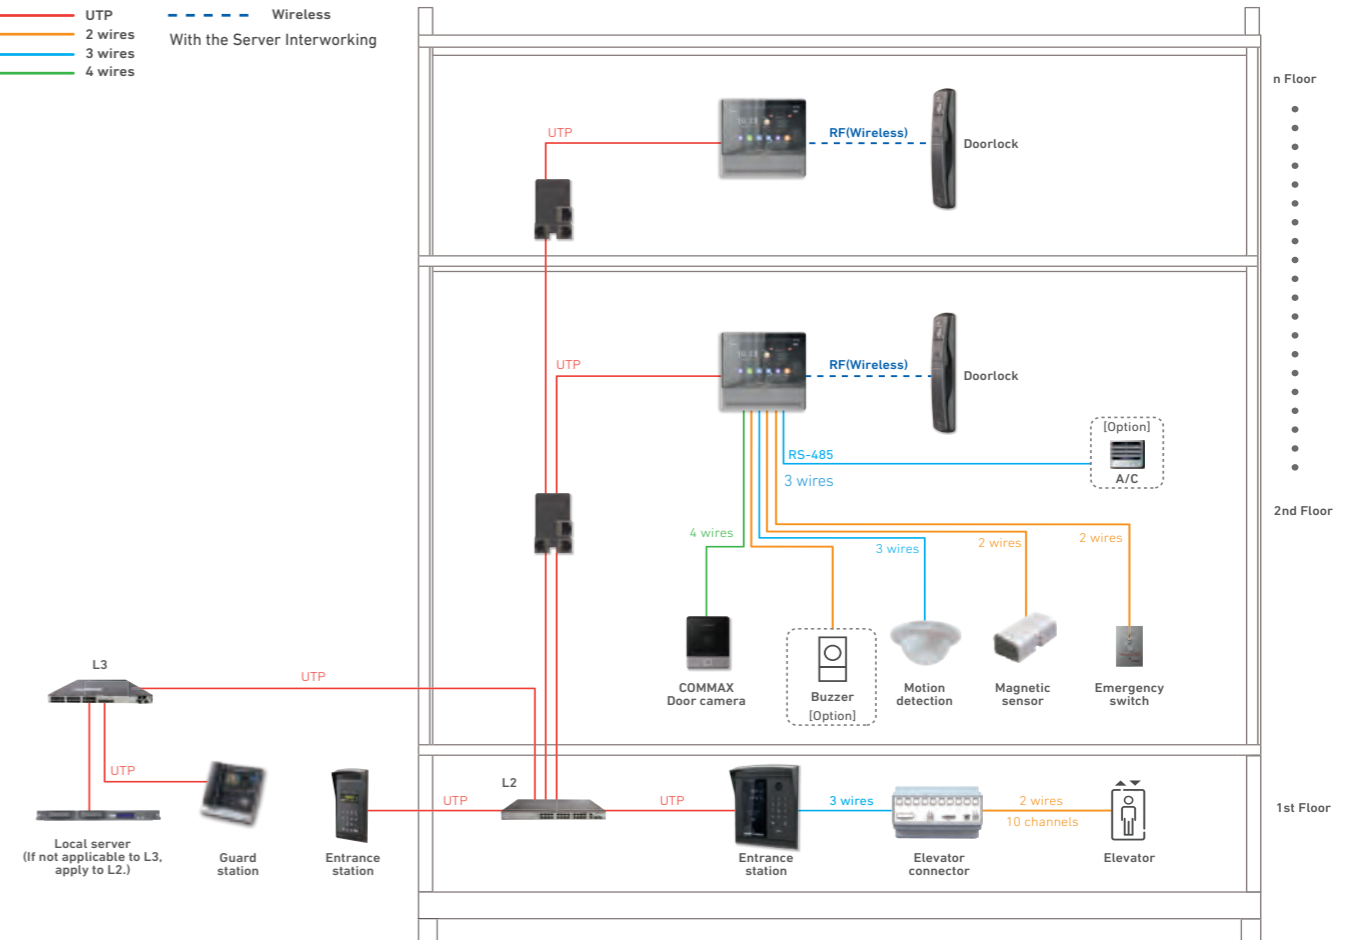 UTP
Wireless
2 wires
With the Server Interworking
3 wires
4 wires
n Floor
UTP
RF(Wireless)
Doorlock
UTP
RF(Wireless)
Doorlock
[Option]
RS-485
A/C
3 wires
2nd Floor
4 wires
3 wires
2 wires
2 wires
L3
UTP
COMMAX
Door camera
Buzzer
[Option]
Motion
detection
Magnetic
sensor
Emergency
switch
UTP
L2
UTP
UTP
3 wires
2 wires
10 channels
1st Floor
Local server
(If not applicable to L3,
apply to L2.)
Guard
station
Entrance
station
Entrance
station
Elevator
connector
Elevator